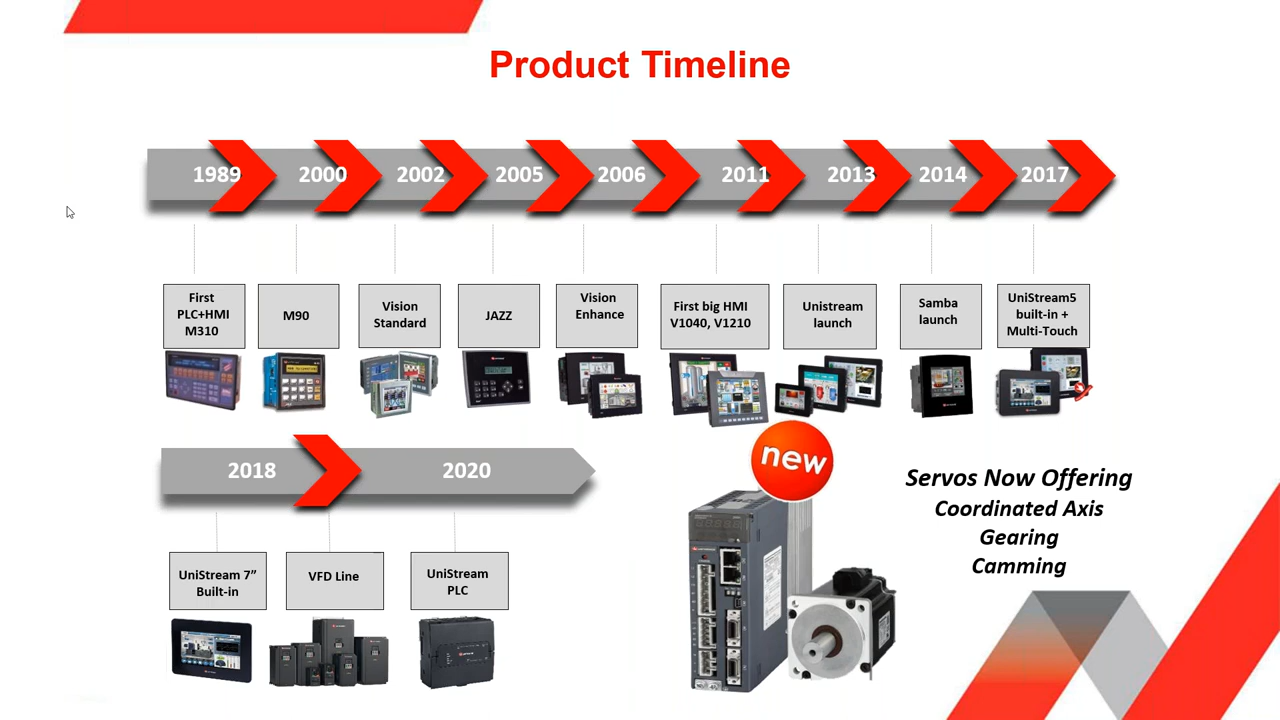 Product Timeline
1989
2000
2002
2005
2006
2011
2013
2014
2017
First
PLC+HMI
M310
M90
Vision
Standard
JAZZ
Vision
Enhance
First big HMI
V1040, V1210
Unistream
launch
Samba
launch
UniStream5
built-in +
Multi-Touch
2018
2020
new
Servos Now Offering
Coordinated Axis
Gearing
Camming
UniStream 7”
Built-in
VFD Line
UniStream
PLC